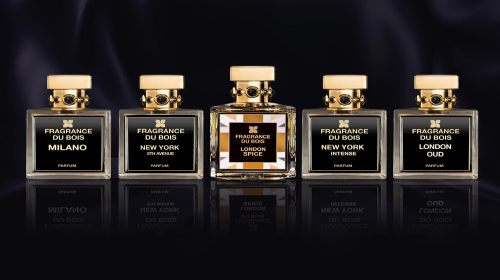 FRAGRANCE
DU BOIS
MILANO
PARFUM
FRAGRANCE
DU BOIS
NEW YORK
5TH AVENUE
PARFUM
FRAGRANCE
DU BOIS
LONDON
SPICE
PARFUM
FRAGRANCE
DU BOIS
NEW YORK
INTENSE
PARFUM
FRAGRANCE
DU BOIS
LONDON
OUD
PARFUM